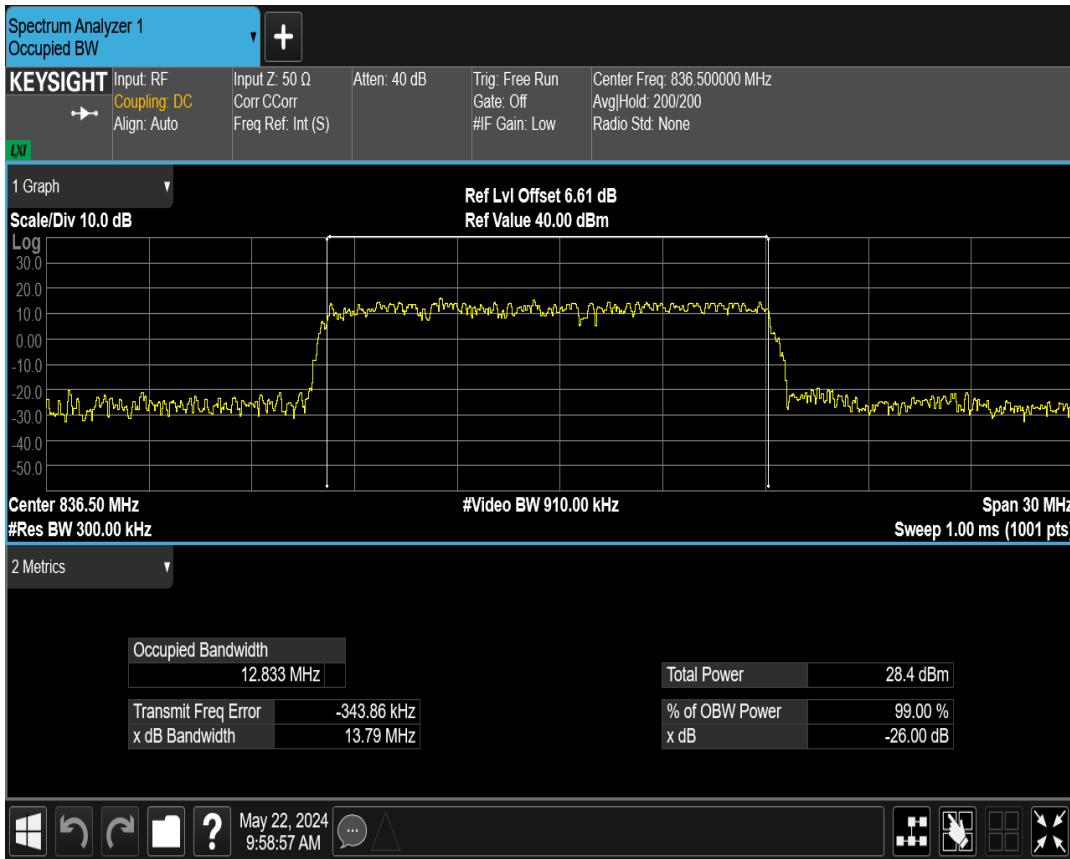 Spectrum Analyzer 1
Occupied BW
KEYSIGHT
LXI
Input: RF
Coupling: DC
Align: Auto
Input Z: 50 Ω
Corr CCorr
Freq Ref: Int (S)
Atten: 40 dB
Trig: Free Run
Gate: Off
#IF Gain: Low
Center Freq: 836.500000 MHz
Avg|Hold: 200/200
Radio Std: None
1 Graph
Ref Lvl Offset 6.61 dB
Scale/Div 10.0 dB
Ref Value 40.00 dBm
Log
30.0
20.0
10.0
0.00
-10.0
-20.0
-30.0
-40.0
-50.0
Center 836.50 MHz
#Video BW 910.00 kHz
Span 30 MHz
#Res BW 300.00 kHz
Sweep 1.00 ms (1001 pts)
2 Metrics
Occupied Bandwidth
12.833 MHz
Total Power 28.4 dBm
Transmit Freq Error -343.86 kHz
% of OBW Power 99.00 %
x dB Bandwidth 13.79 MHz
x dB -26.00 dB
?
May 22, 2024
9:58:57 AM